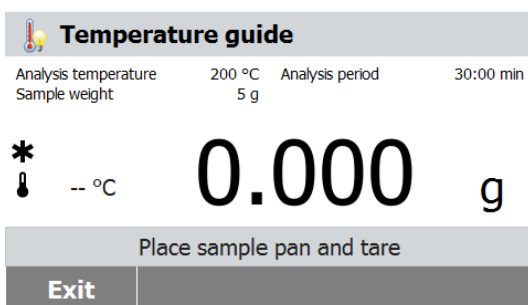 Temperature guide
Analysis temperature 200 °C Analysis period 30:00 min
Sample weight 5 g
-- °C 0.000 g
Place sample pan and tare
Exit